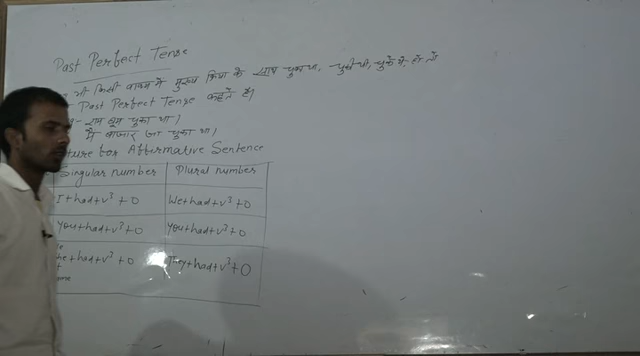 Past Perfect Tense
भी किसी वाक्य में मुख्य क्रिया के साथ चुका था, चुकी थी, चुके थे, हो तो
Past Perfect Tense कहते हैं।
राम घूम चुका था।
मैं बाजार जा चुका था।
ture for Affirmative Sentence
Singular number Plural number
I+had+v³+O We+had+v³+O
You+had+v³+O You+had+v³+O
he+had+v³+O They+had+v³+O